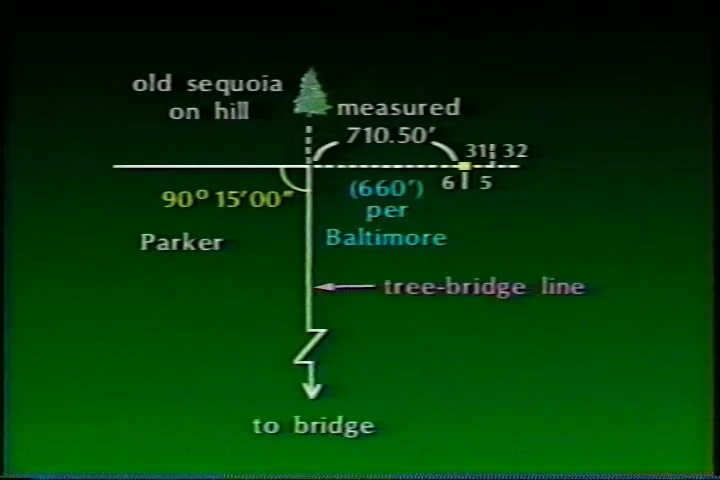 old sequoia
on hill
measured
710.50'
31 32
6 5
90° 15'00"
(660')
per
Baltimore
Parker
tree-bridge line
to bridge